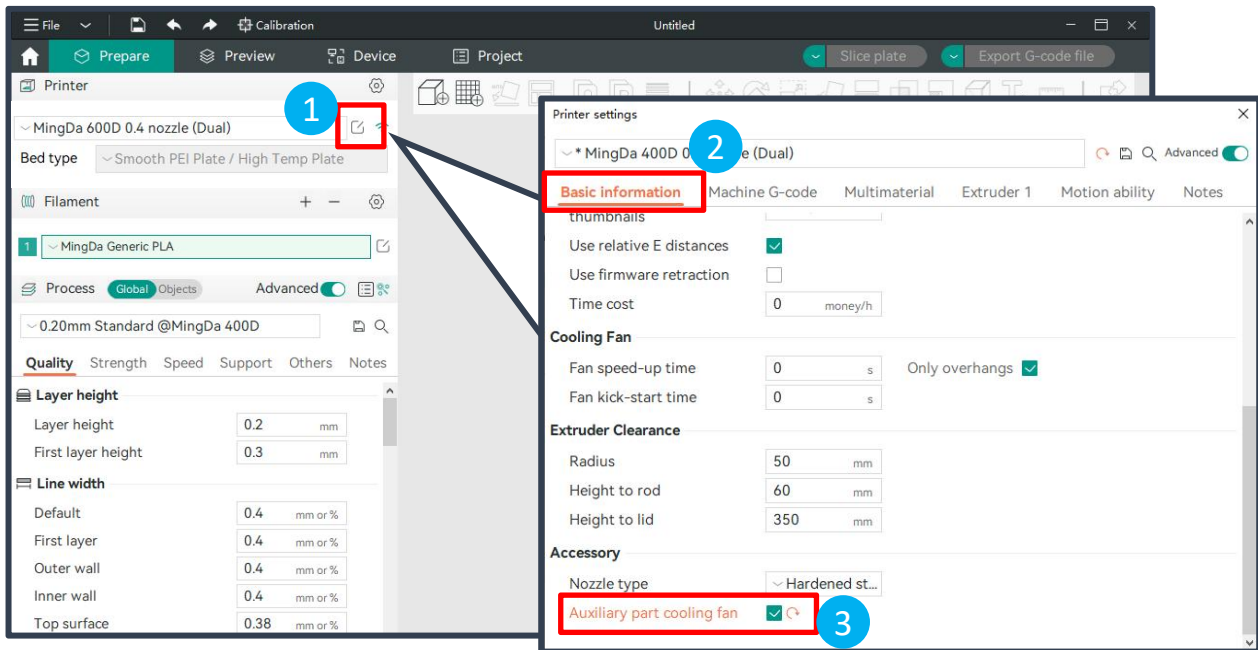 File
Calibration
Untitled
Prepare
Preview
Device
Project
Slice plate
Export G-code file
Printer
1
MingDa 600D 0.4 nozzle (Dual)
Bed type
Smooth PEI Plate / High Temp Plate
Filament
1
MingDa Generic PLA
Process
Global
Objects
Advanced
0.20mm Standard @MingDa 400D
Quality Strength Speed Support Others Notes
Layer height
Layer height 0.2 mm
First layer height 0.3 mm
Line width
Default 0.4 mm or %
First layer 0.4 mm or %
Outer wall 0.4 mm or %
Inner wall 0.4 mm or %
Top surface 0.38 mm or %
Printer settings
* MingDa 400D 0 2 e (Dual)
Advanced
Basic information Machine G-code Multimaterial Extruder 1 Motion ability Notes
thumbnails
Use relative E distances
Use firmware retraction
Time cost 0 money/h
Cooling Fan
Fan speed-up time 0 s Only overhangs
Fan kick-start time 0 s
Extruder Clearance
Radius 50 mm
Height to rod 60 mm
Height to lid 350 mm
Accessory
Nozzle type Hardened st...
Auxiliary part cooling fan
3